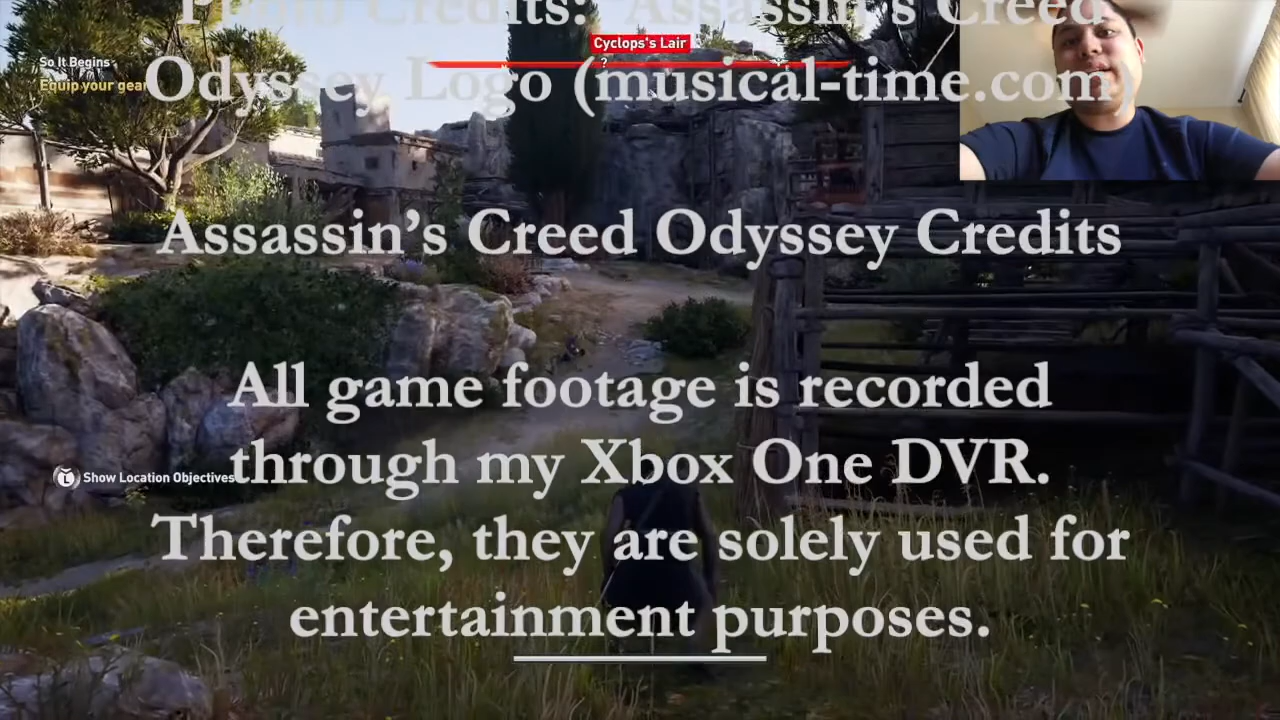 Photo Credits: "Assassin's Creed
Odyssey Logo (musical-time.com)
Cyclops's Lair
?
So It Begins
Equip your gear
Assassin's Creed Odyssey Credits
All game footage is recorded
through my Xbox One DVR.
Show Location Objectives
Therefore, they are solely used for
entertainment purposes.